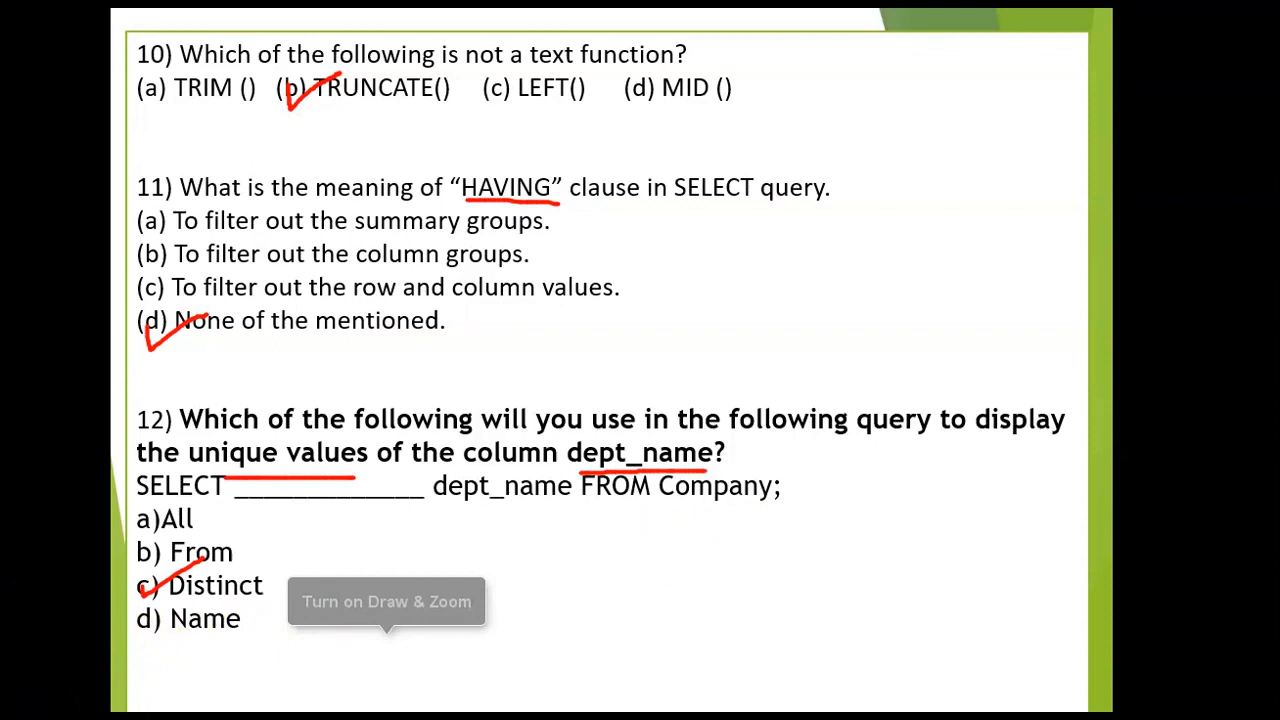 10) Which of the following is not a text function?
(a) TRIM () (b) TRUNCATE() (c) LEFT() (d) MID ()
11) What is the meaning of “HAVING” clause in SELECT query.
(a) To filter out the summary groups.
(b) To filter out the column groups.
(c) To filter out the row and column values.
(d) None of the mentioned.
12) Which of the following will you use in the following query to display
the unique values of the column dept_name?
SELECT _____________ dept_name FROM Company;
a)All
b) From
c) Distinct
d) Name
Turn on Draw & Zoom